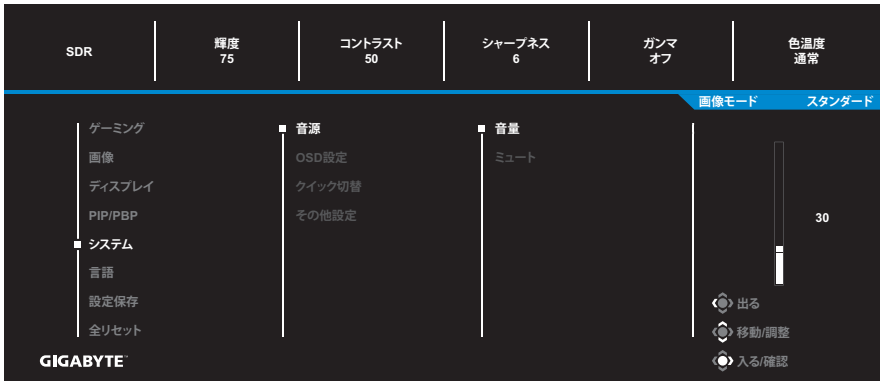 SDR
輝度
75
コントラスト
50
シャープネス
6
ガンマ
オフ
色温度
通常
画像モード スタンダード
ゲーミング
画像
ディスプレイ
PIP/PBP
システム
言語
設定保存
全リセット
音源
OSD設定
クイック切替
その他設定
音量
ミュート
30
出る
移動/調整
入る/確認
GIGABYTE™